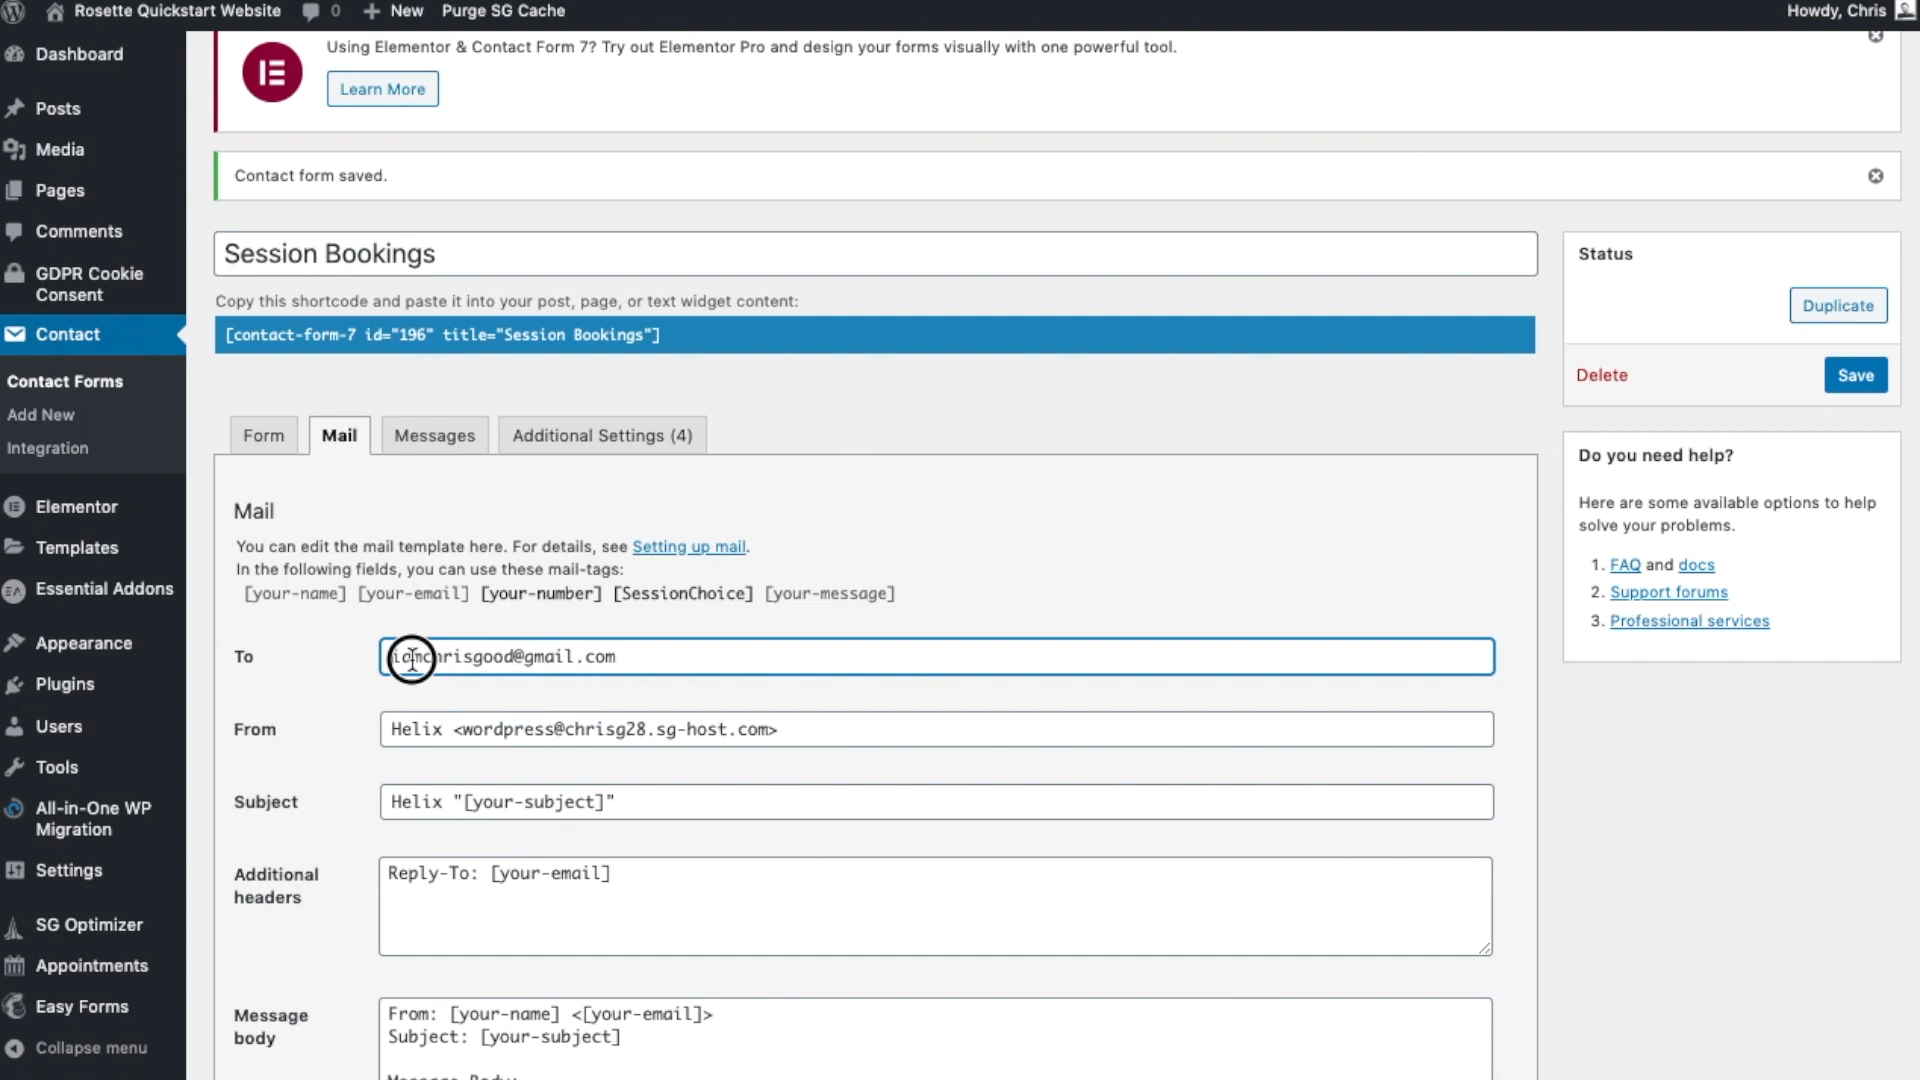 Rosette Quickstart Website 0 New Purge SG Cache Howdy, Chris
Dashboard
Posts
Media
Pages
Comments
GDPR Cookie
Consent
Contact
Contact Forms
Add New
Integration
Elementor
Templates
Essential Addons
Appearance
Plugins
Users
Tools
All-in-One WP
Migration
Settings
SG Optimizer
Appointments
Easy Forms
Collapse menu
Using Elementor & Contact Form 7? Try out Elementor Pro and design your forms visually with one powerful tool.
Learn More
Contact form saved.
Session Bookings
Copy this shortcode and paste it into your post, page, or text widget content:
[contact-form-7 id="196" title="Session Bookings"]
Form Mail Messages Additional Settings (4)
Mail
You can edit the mail template here. For details, see Setting up mail.
In the following fields, you can use these mail-tags:
[your-name] [your-email] [your-number] [SessionChoice] [your-message]
To iamchrisgood@gmail.com
From Helix <wordpress@chrisg28.sg-host.com>
Subject Helix "[your-subject]"
Additional
headers
Reply-To: [your-email]
Message
body
From: [your-name] <[your-email]>
Subject: [your-subject]
Message Body:
Status
Duplicate
Delete Save
Do you need help?
Here are some available options to help
solve your problems.
1. FAQ and docs
2. Support forums
3. Professional services